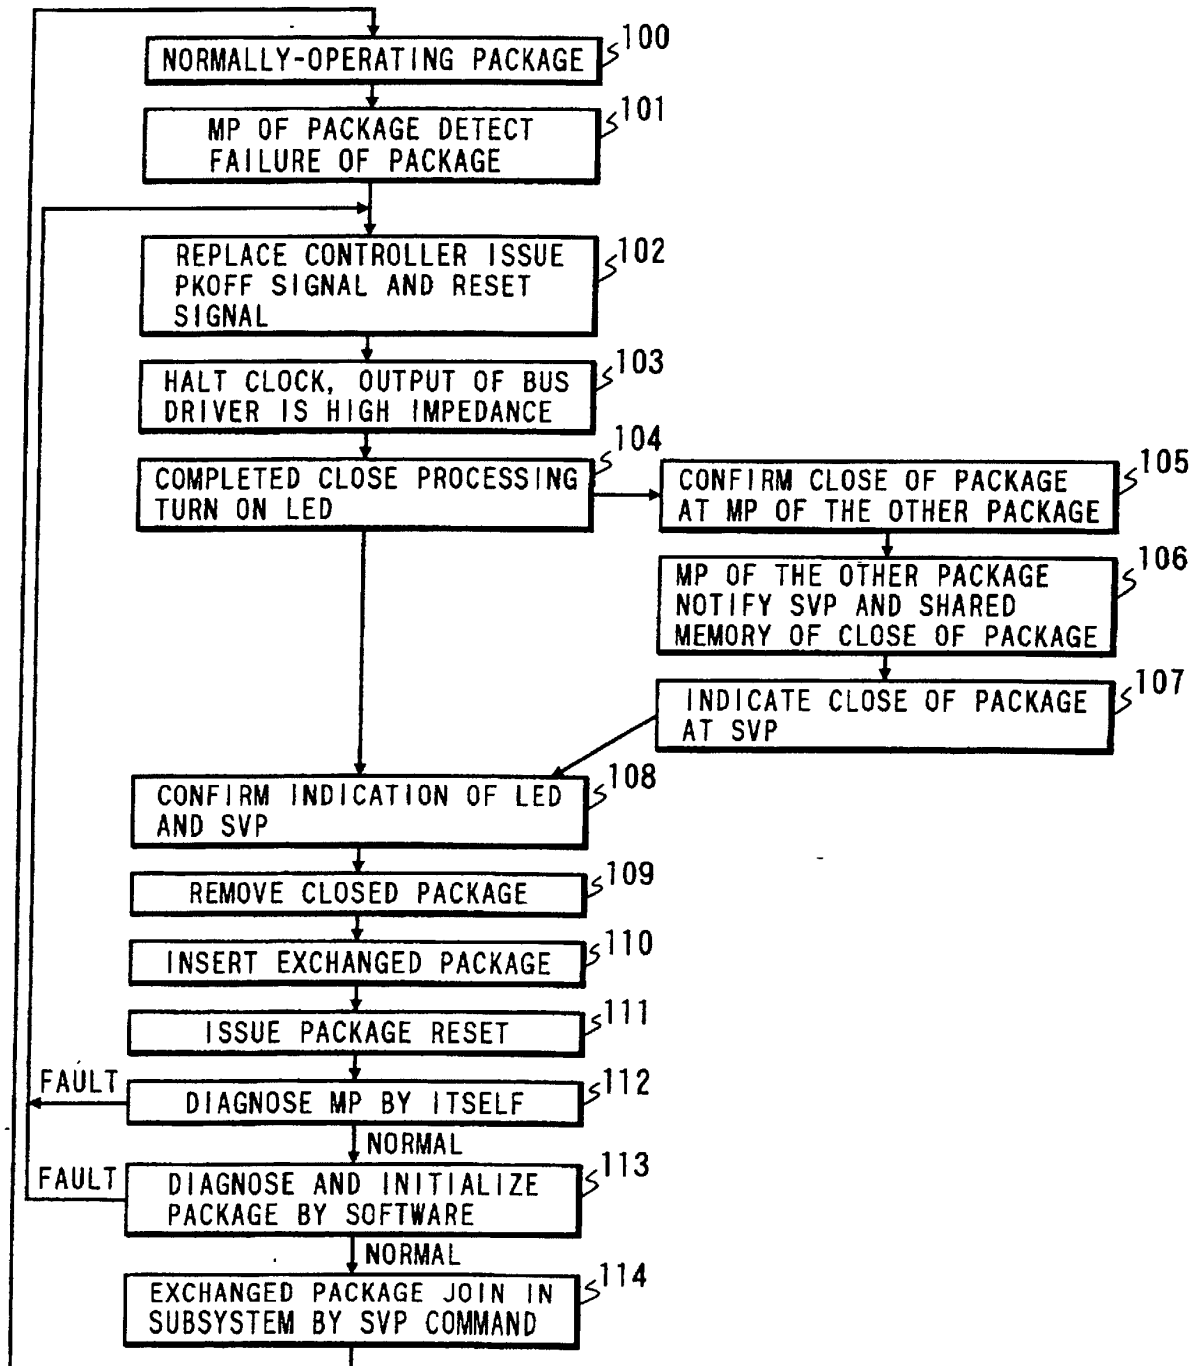 100
NORMALLY-OPERATING PACKAGE
101
MP OF PACKAGE DETECT
FAILURE OF PACKAGE
102
REPLACE CONTROLLER ISSUE
PKOFF SIGNAL AND RESET
SIGNAL
103
HALT CLOCK, OUTPUT OF BUS
DRIVER IS HIGH IMPEDANCE
104
COMPLETED CLOSE PROCESSING
TURN ON LED
105
CONFIRM CLOSE OF PACKAGE
AT MP OF THE OTHER PACKAGE
106
MP OF THE OTHER PACKAGE
NOTIFY SVP AND SHARED
MEMORY OF CLOSE OF PACKAGE
107
INDICATE CLOSE OF PACKAGE
AT SVP
108
CONFIRM INDICATION OF LED
AND SVP
109
REMOVE CLOSED PACKAGE
110
INSERT EXCHANGED PACKAGE
111
ISSUE PACKAGE RESET
112
FAULT
DIAGNOSE MP BY ITSELF
NORMAL
113
FAULT
DIAGNOSE AND INITIALIZE
PACKAGE BY SOFTWARE
NORMAL
114
EXCHANGED PACKAGE JOIN IN
SUBSYSTEM BY SVP COMMAND